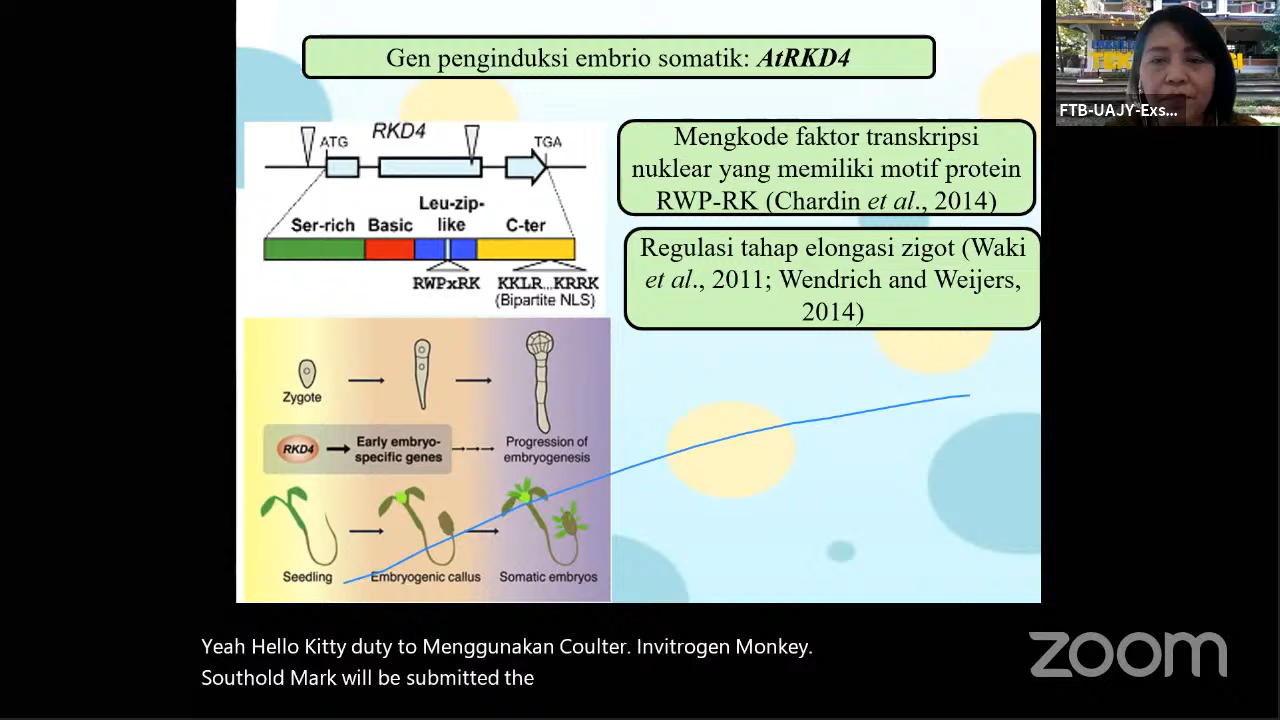 Gen penginduksi embrio somatik: AtRKD4
RKD4
ATG
TGA
Leu-zip-
like
Ser-rich
Basic
C-ter
RWPxRK
KKLR...KRRK
(Bipartite NLS)
Mengkode faktor transkripsi
nuklear yang memiliki motif protein
RWP-RK (Chardin et al., 2014)
Regulasi tahap elongasi zigot (Waki
et al., 2011; Wendrich and Weijers,
2014)
Zygote
RKD4
Early embryo-
specific genes
Progression of
embryogenesis
Seedling
Embryogenic callus
Somatic embryos
FTB-UAJY-Exs...
Yeah Hello Kitty duty to Menggunakan Coulter. Invitrogen Monkey.
Southold Mark will be submitted the
zoom